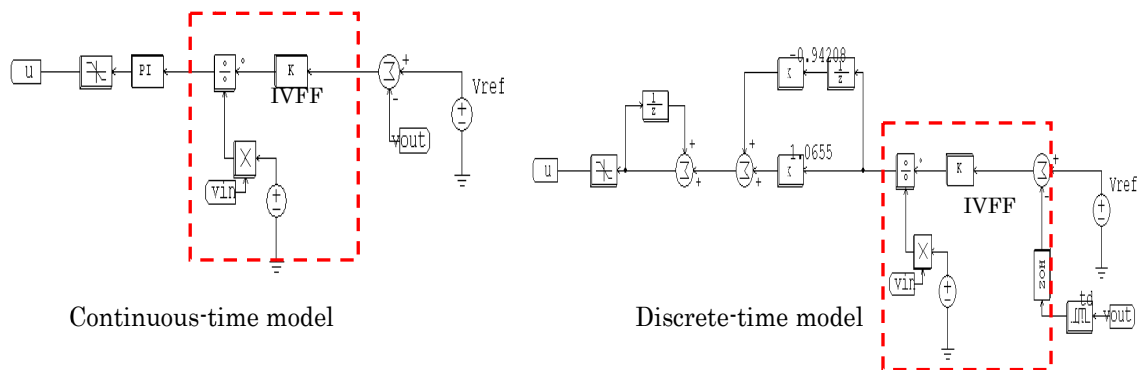 u
PI
÷
K
IVFF
Σ
+
-
Vref
vout
vin
×
Continuous-time model
-0.94208
K
1/z
1/z
1.0655
K
u
Σ
+
+
Σ
+
+
÷
K
IVFF
Σ
+
-
Vref
vin
×
ZOH
td
vout
Discrete-time model